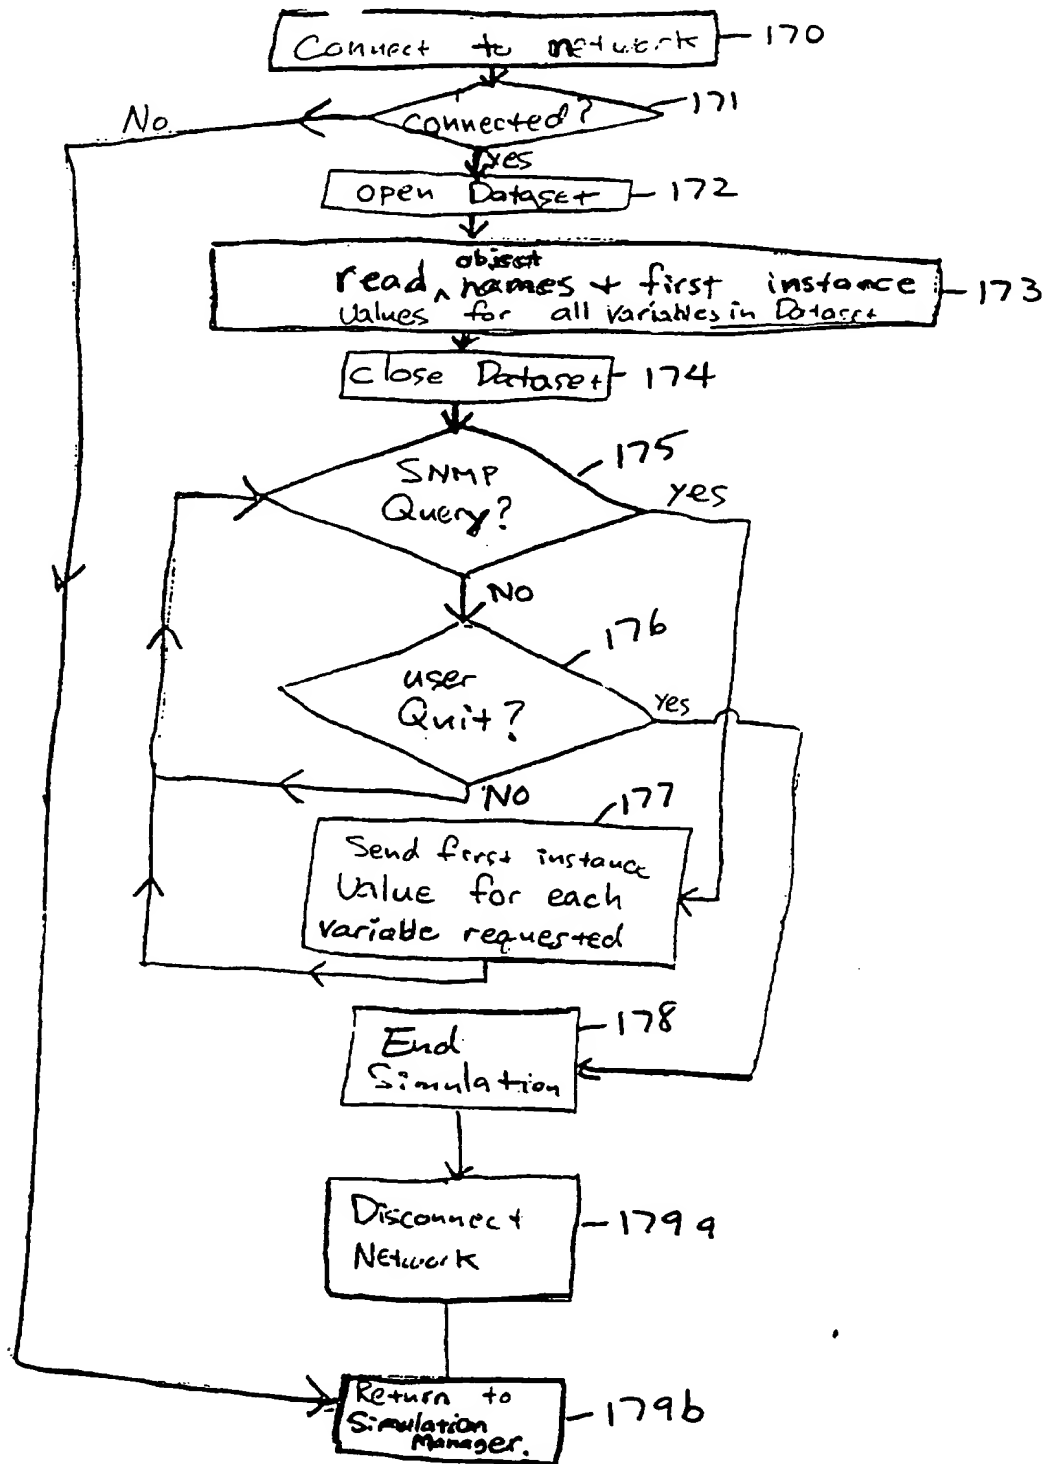 Connect to network
170
connected?
171
No
yes
open Dataset
172
object
read ^ names + first instance
values for all variables in Dataset
173
close Dataset
174
SNMP
Query?
175
yes
NO
user
Quit?
176
yes
NO
177
Send first instance
value for each
variable requested
End
Simulation
178
Disconnect
Network
179a
Return to
Simulation
Manager.
179b